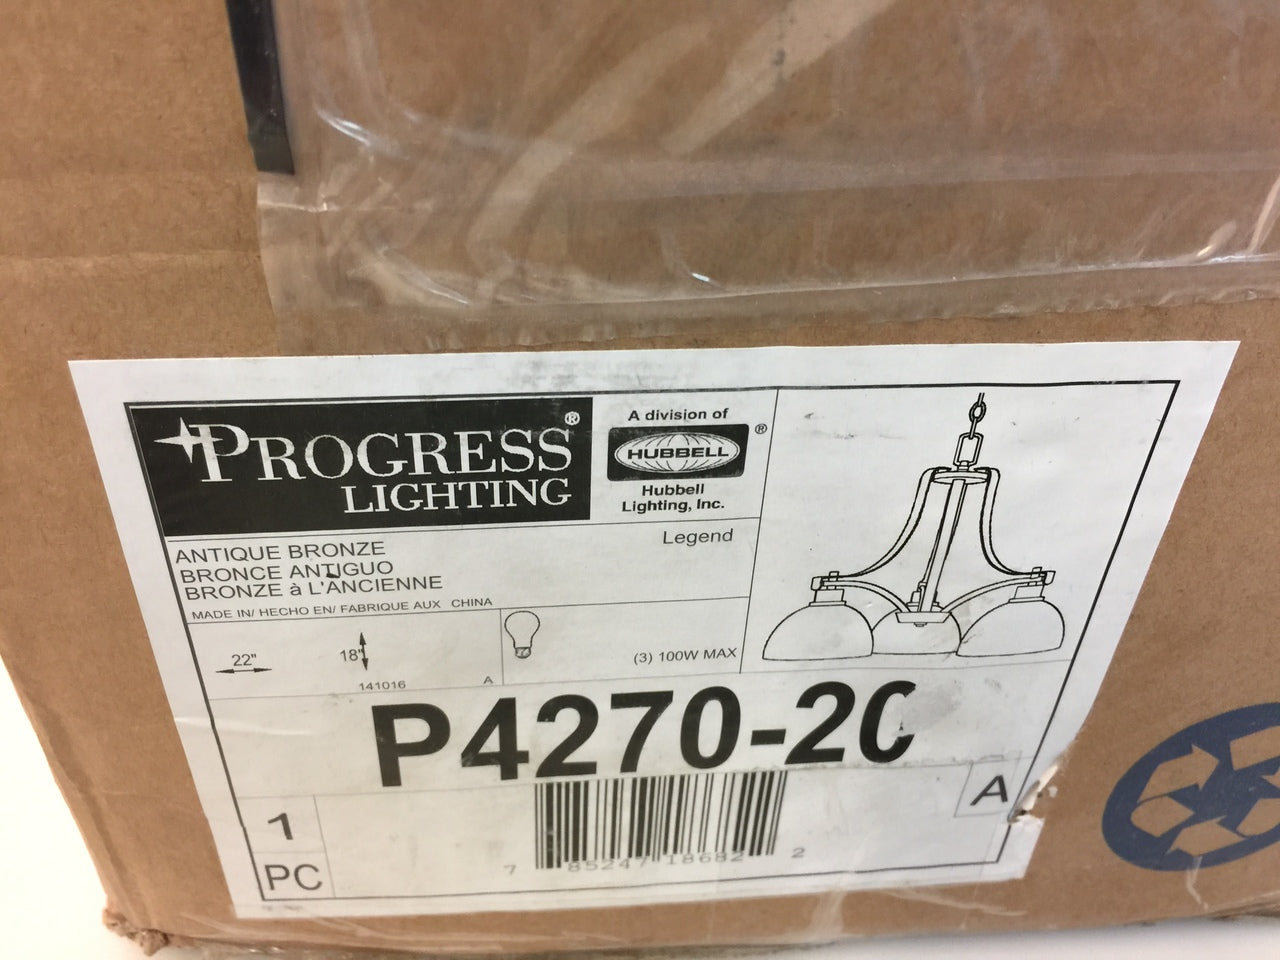 PROGRESS®
LIGHTING
A division of
HUBBELL®
Hubbell
Lighting, Inc.
ANTIQUE BRONZE
BRONCE ANTIGUO
BRONZE à L'ANCIENNE
Legend
MADE IN/ HECHO EN/ FABRIQUE AUX CHINA
22"
18"
141016
A
(3) 100W MAX
P4270-20
1
PC
A
7 85247 18682 2